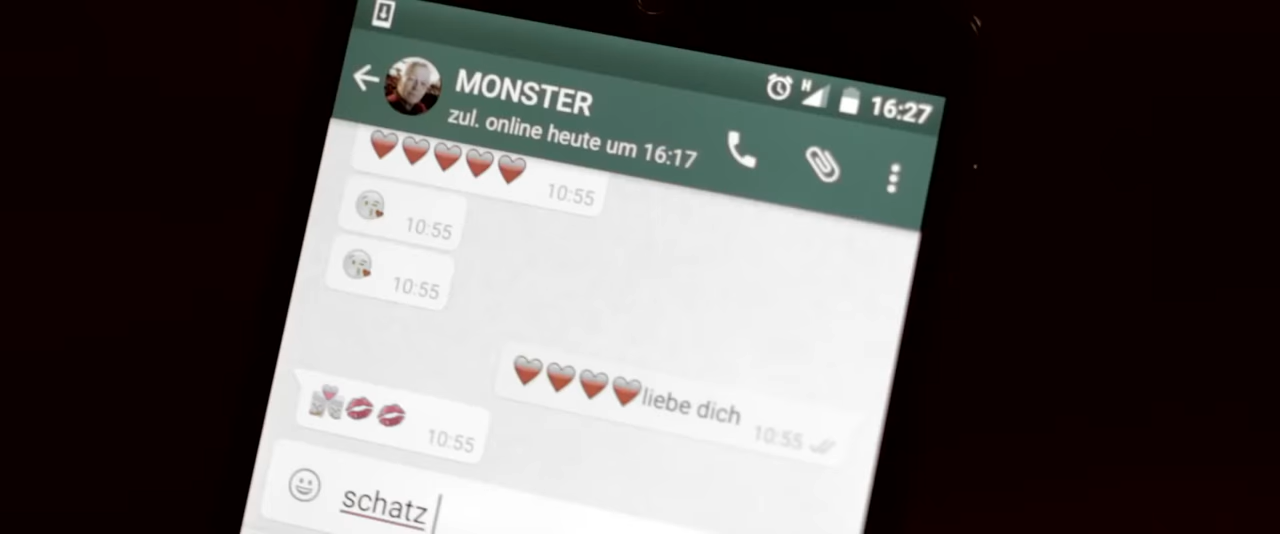 16:27
MONSTER
zul. online heute um 16:17
❤❤❤❤❤ 10:55
😘 10:55
😘 10:55
❤❤❤❤liebe dich 10:55
💏💋💋 10:55
schatz